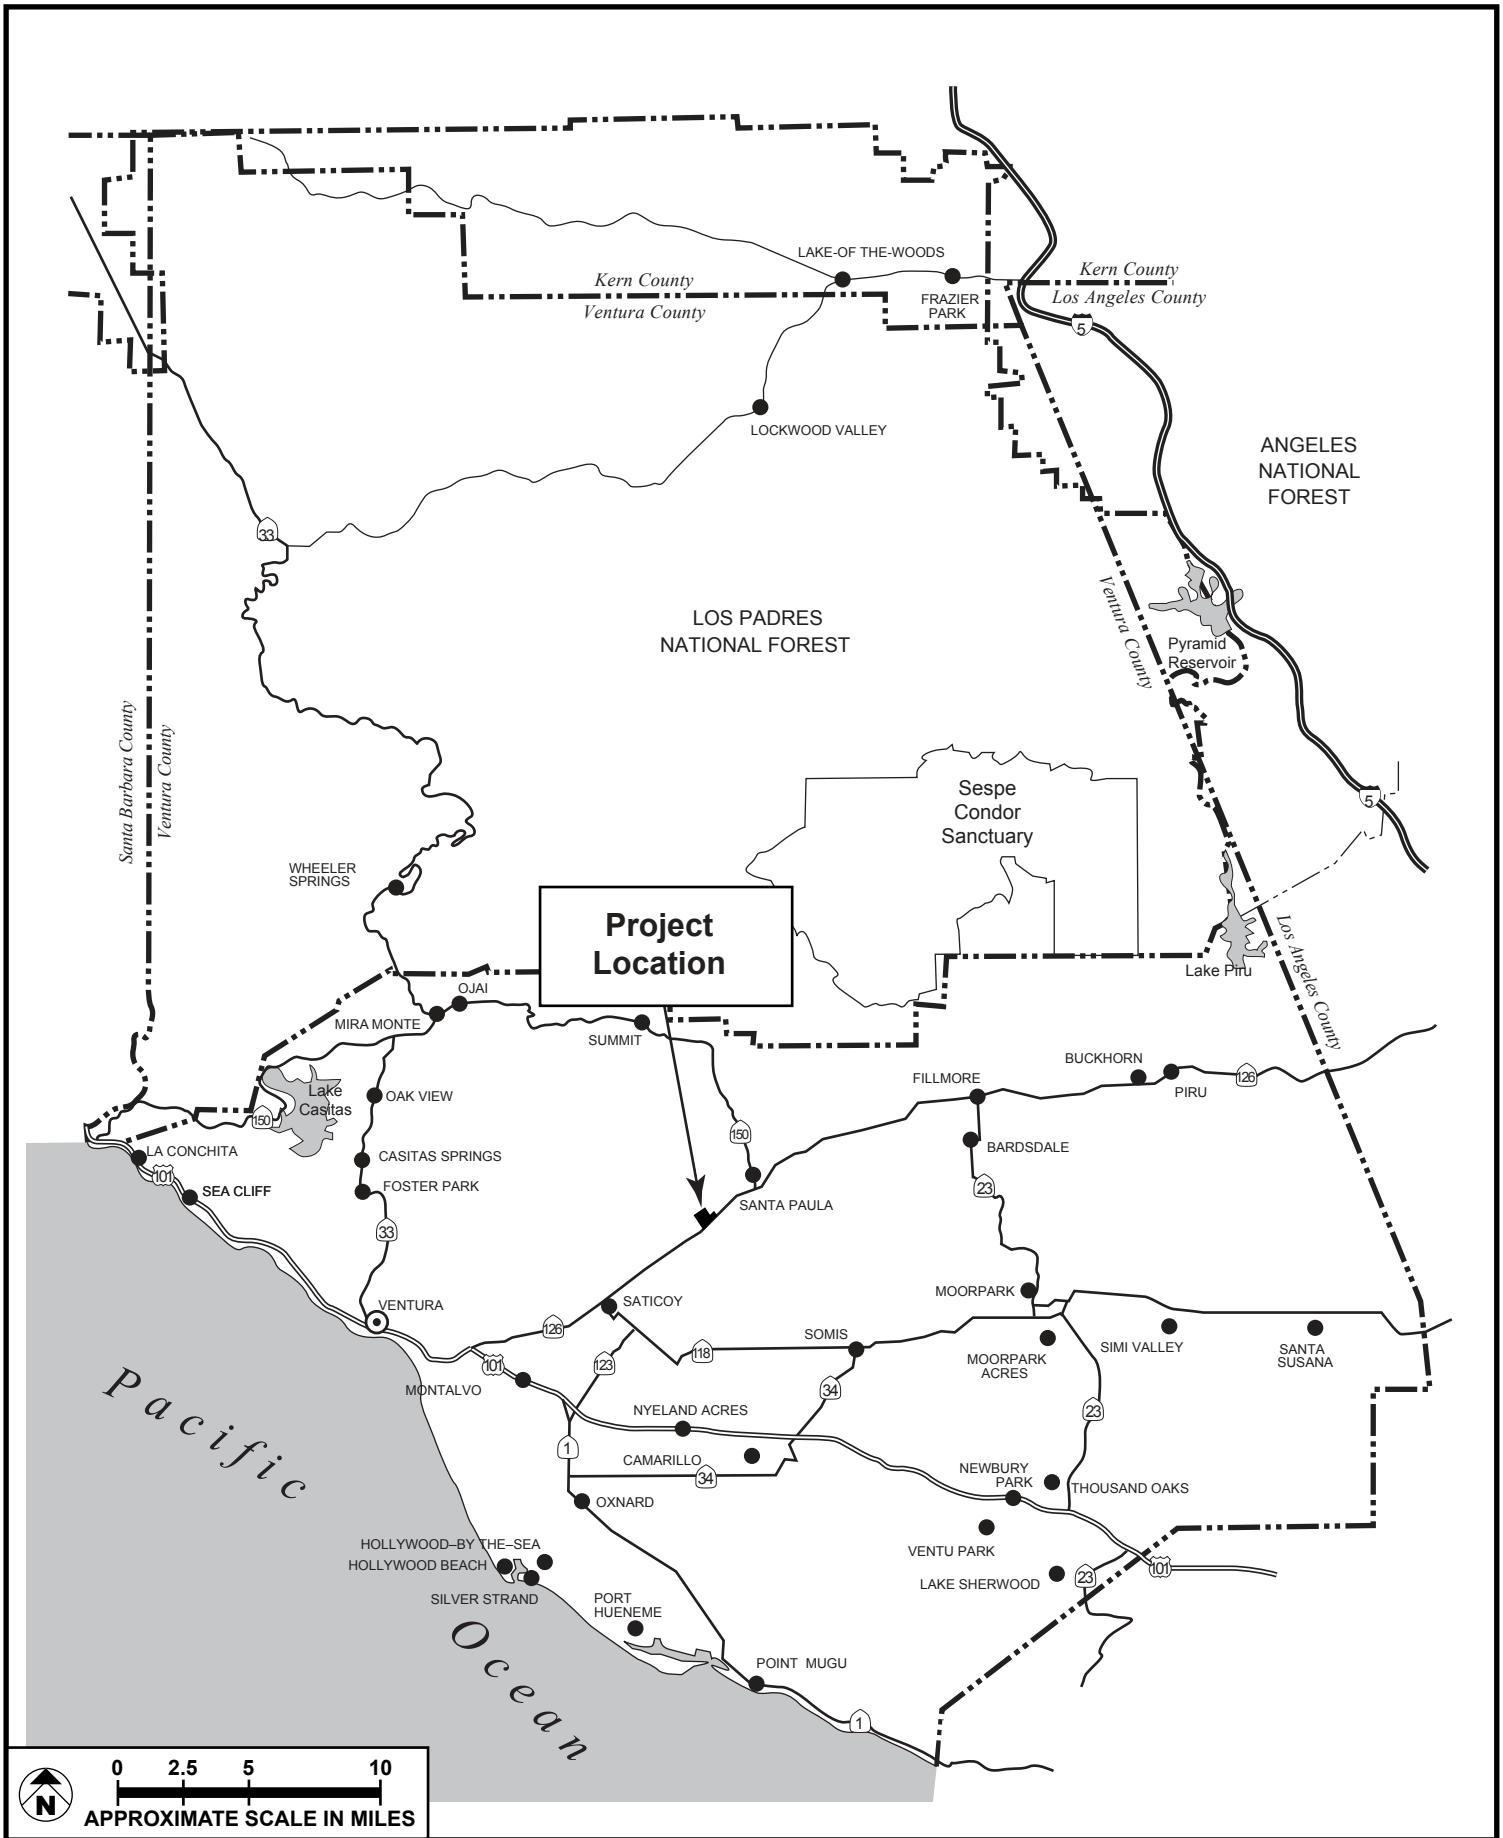 LAKE-OF THE-WOODS
Kern County
Ventura County
FRAZIER
PARK
Kern County
Los Angeles County
5
LOCKWOOD VALLEY
ANGELES
NATIONAL
FOREST
33
LOS PADRES
NATIONAL FOREST
Ventura County
Pyramid
Reservoir
Santa Barbara County
Ventura County
Sespe
Condor
Sanctuary
5
WHEELER
SPRINGS
Project
Location
Los Angeles County
Lake Piru
OJAI
MIRA MONTE
SUMMIT
BUCKHORN
FILLMORE
PIRU
126
Lake
Casitas
OAK VIEW
150
150
LA CONCHITA
BARDSDALE
CASITAS SPRINGS
101
SEA CLIFF
FOSTER PARK
23
SANTA PAULA
33
MOORPARK
VENTURA
SATICOY
126
SOMIS
SIMI VALLEY
SANTA
SUSANA
101
123
118
MOORPARK
ACRES
MONTALVO
34
NYELAND ACRES
23
1
CAMARILLO
34
NEWBURY
PARK
THOUSAND OAKS
OXNARD
HOLLYWOOD–BY THE–SEA
HOLLYWOOD BEACH
VENTU PARK
101
LAKE SHERWOOD
23
SILVER STRAND
PORT
HUENEME
POINT MUGU
1
Pacific
Ocean
0 2.5 5 10
N
APPROXIMATE SCALE IN MILES